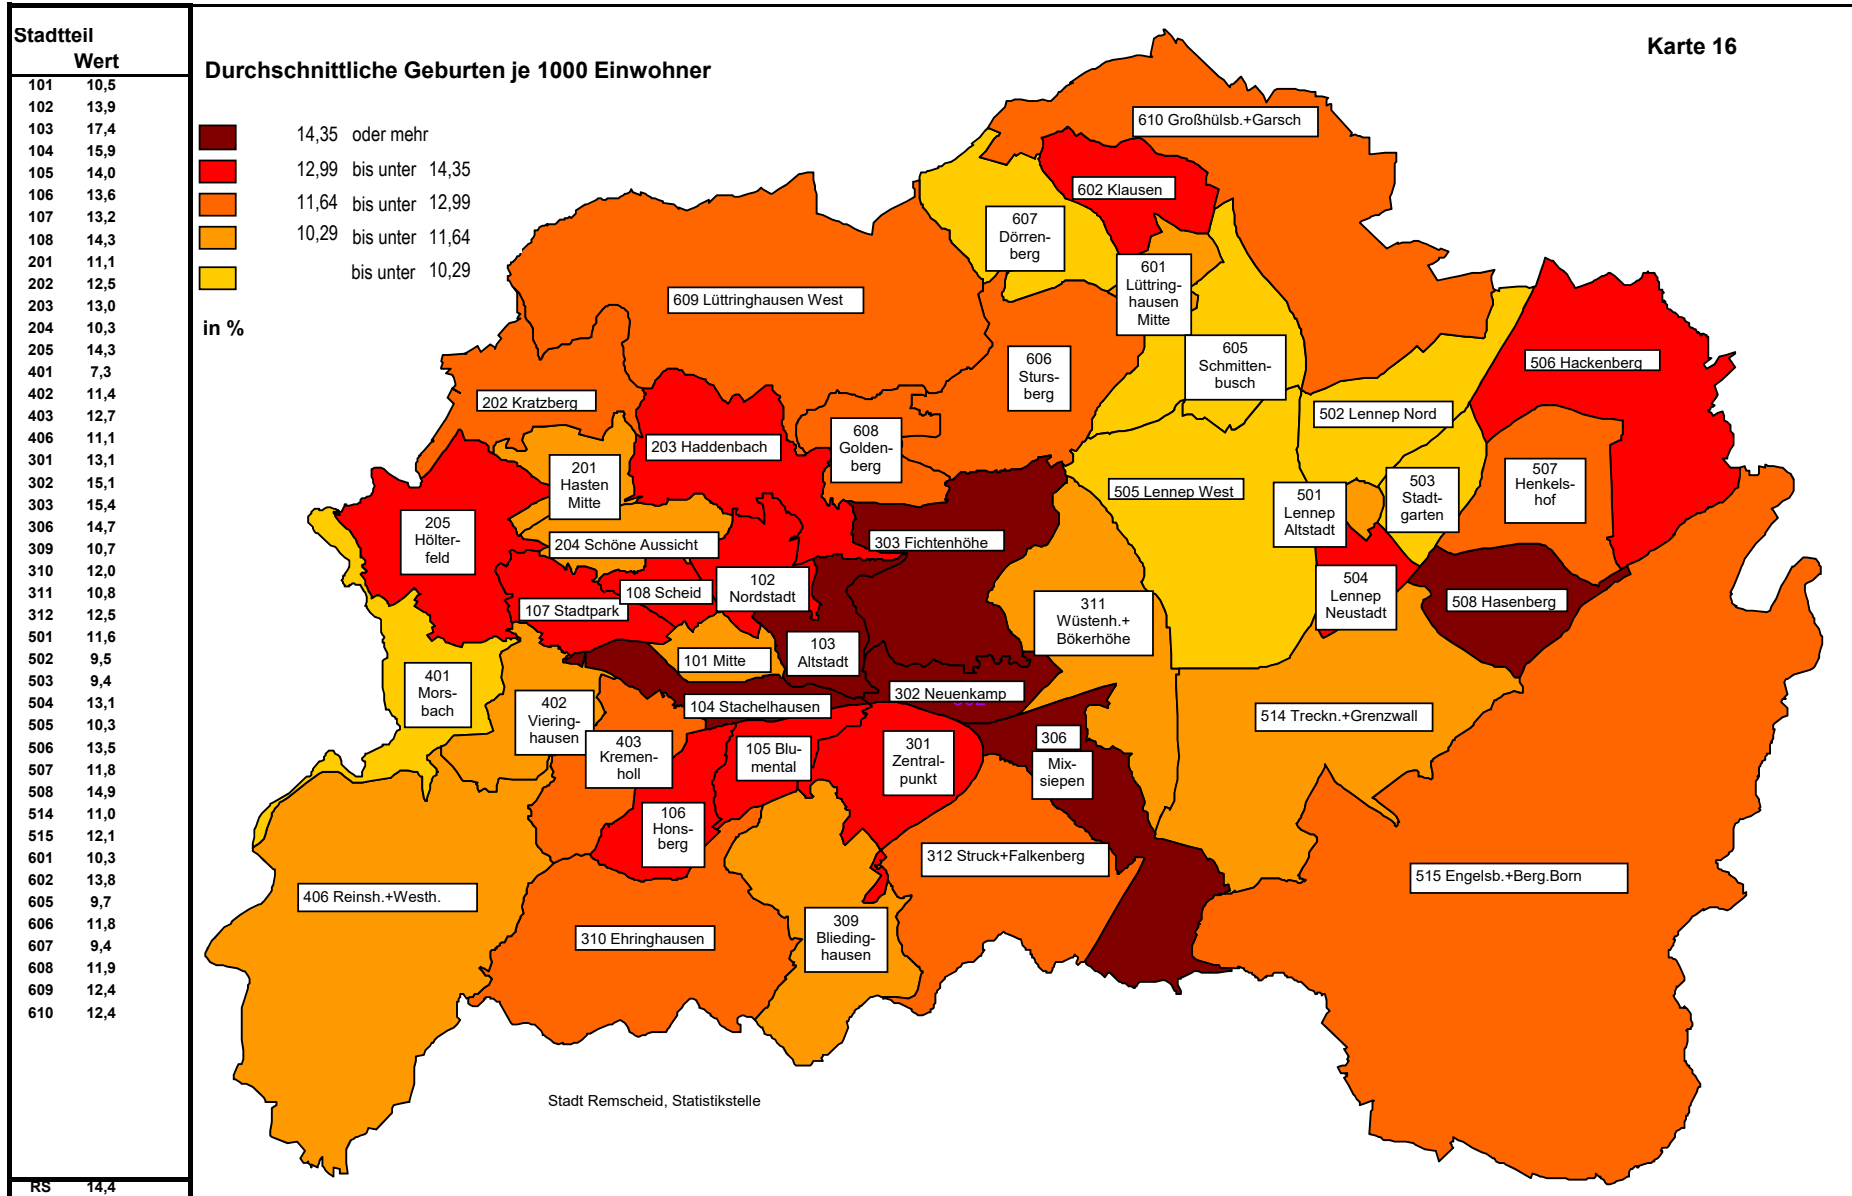 Stadtteil
Wert
101 10,5
102 13,9
103 17,4
104 15,9
105 14,0
106 13,6
107 13,2
108 14,3
201 11,1
202 12,5
203 13,0
204 10,3
205 14,3
401 7,3
402 11,4
403 12,7
406 11,1
301 13,1
302 15,1
303 15,4
306 14,7
309 10,7
310 12,0
311 10,8
312 12,5
501 11,6
502 9,5
503 9,4
504 13,1
505 10,3
506 13,5
507 11,8
508 14,9
514 11,0
515 12,1
601 10,3
602 13,8
605 9,7
606 11,8
607 9,4
608 11,9
609 12,4
610 12,4
RS 14,4
Durchschnittliche Geburten je 1000 Einwohner
Karte 16
14,35 oder mehr
12,99 bis unter 14,35
11,64 bis unter 12,99
10,29 bis unter 11,64
bis unter 10,29
in %
610 Großhülsb.+Garsch
602 Klausen
607
Dörren-
berg
601
Lüttring-
hausen
Mitte
609 Lüttringhausen West
605
Schmitten-
busch
606
Sturs-
berg
506 Hackenberg
202 Kratzberg
502 Lennep Nord
203 Haddenbach
608
Golden-
berg
201
Hasten
Mitte
505 Lennep West
501
Lennep
Altstadt
503
Stadt-
garten
507
Henkels-
hof
205
Hölter-
feld
204 Schöne Aussicht
303 Fichtenhöhe
102
Nordstadt
108 Scheid
107 Stadtpark
504
Lennep
Neustadt
508 Hasenberg
311
Wüstenh.+
Bökerhöhe
103
Altstadt
101 Mitte
401
Mors-
bach
302 Neuenkamp
402
Viering-
hausen
104 Stachelhausen
514 Treckn.+Grenzwall
403
Kremen-
holl
105 Blu-
mental
301
Zentral-
punkt
306
Mix-
siepen
106
Hons-
berg
312 Struck+Falkenberg
515 Engelsb.+Berg.Born
406 Reinsh.+Westh.
310 Ehringhausen
309
Blieding-
hausen
Stadt Remscheid, Statistikstelle